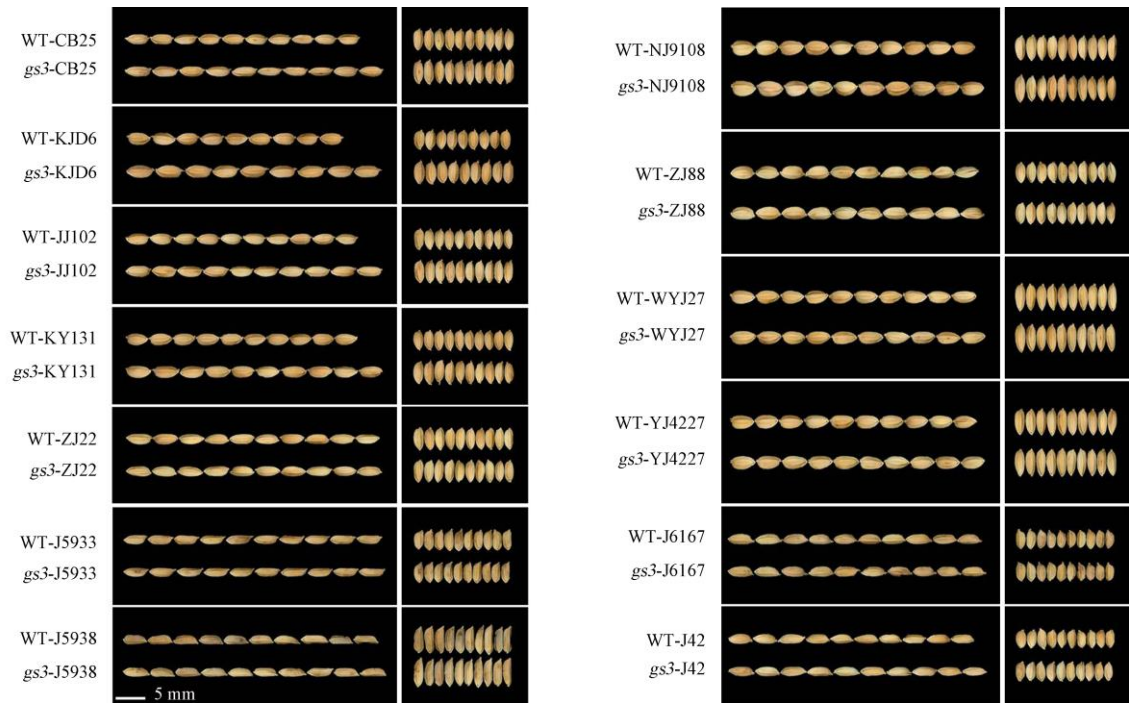 WT-CB25
gs3-CB25
WT-KJD6
gs3-KJD6
WT-JJ102
gs3-JJ102
WT-KY131
gs3-KY131
WT-ZJ22
gs3-ZJ22
WT-J5933
gs3-J5933
WT-J5938
gs3-J5938
5 mm
WT-NJ9108
gs3-NJ9108
WT-ZJ88
gs3-ZJ88
WT-WYJ27
gs3-WYJ27
WT-YJ4227
gs3-YJ4227
WT-J6167
gs3-J6167
WT-J42
gs3-J42